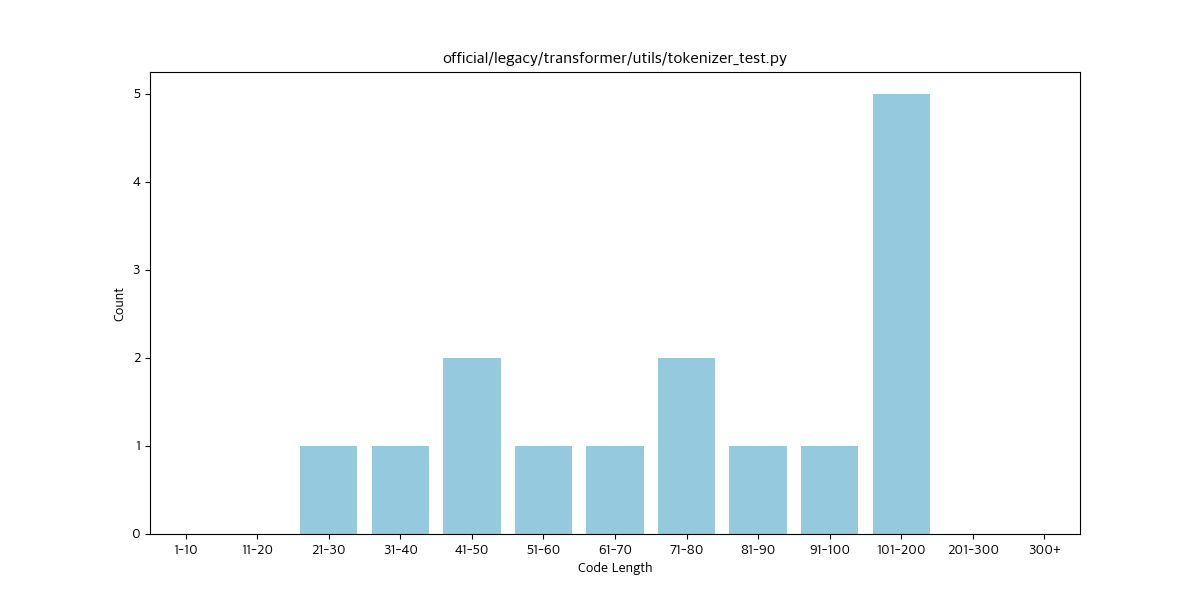 official/legacy/transformer/utils/tokenizer_test.py
Count
5
4
3
2
1
0
1-10 11-20 21-30 31-40 41-50 51-60 61-70 71-80 81-90 91-100 101-200 201-300 300+
Code Length